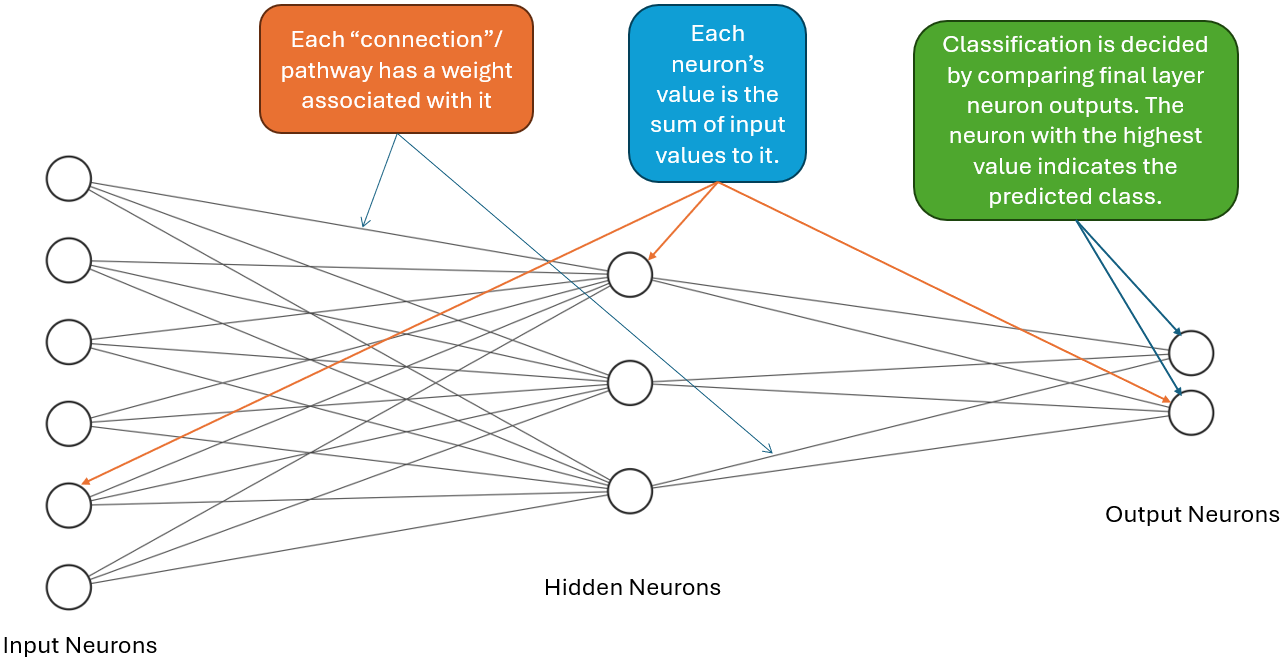 Each “connection”/
pathway has a weight
associated with it
Each
neuron’s
value is the
sum of input
values to it.
Classification is decided
by comparing final layer
neuron outputs. The
neuron with the highest
value indicates the
predicted class.
Output Neurons
Hidden Neurons
Input Neurons